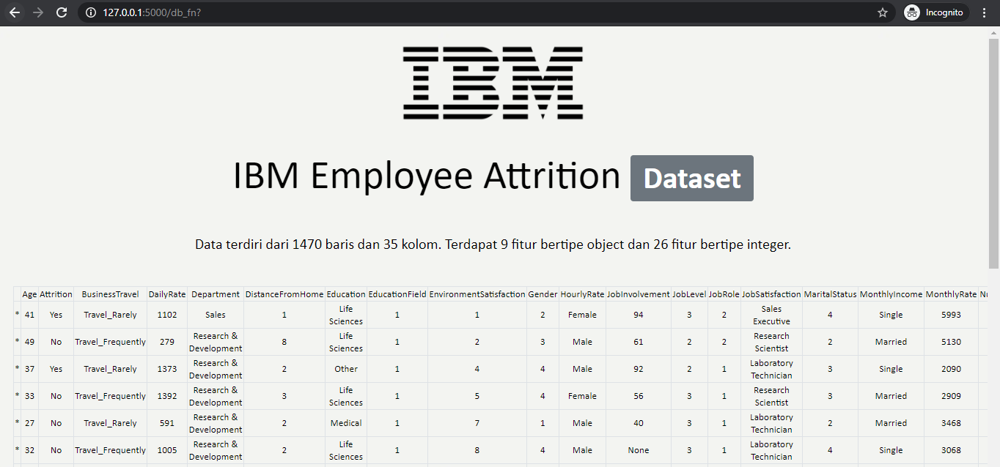 127.0.0.1:5000/db_fn?
Incognito
IBM
IBM Employee Attrition Dataset
Data terdiri dari 1470 baris dan 35 kolom. Terdapat 9 fitur bertipe object dan 26 fitur bertipe integer.
Age Attrition BusinessTravel DailyRate Department DistanceFromHome Education EducationField EnvironmentSatisfaction Gender HourlyRate JobInvolvement JobLevel JobRole JobSatisfaction MaritalStatus MonthlyIncome MonthlyRate
* 41 Yes Travel_Rarely 1102 Sales 1 Life Sciences 1 1 2 Female 94 3 2 Sales Executive 4 Single 5993
* 49 No Travel_Frequently 279 Research & Development 8 Life Sciences 1 2 3 Male 61 2 2 Research Scientist 2 Married 5130
* 37 Yes Travel_Rarely 1373 Research & Development 2 Other 1 4 4 Male 92 2 1 Laboratory Technician 3 Single 2090
* 33 No Travel_Frequently 1392 Research & Development 3 Life Sciences 1 5 4 Female 56 3 1 Research Scientist 3 Married 2909
* 27 No Travel_Rarely 591 Research & Development 2 Medical 1 7 1 Male 40 3 1 Laboratory Technician 2 Married 3468
* 32 No Travel_Frequently 1005 Research & Development 2 Life Sciences 1 8 4 Male None 3 1 Laboratory Technician 4 Single 3068